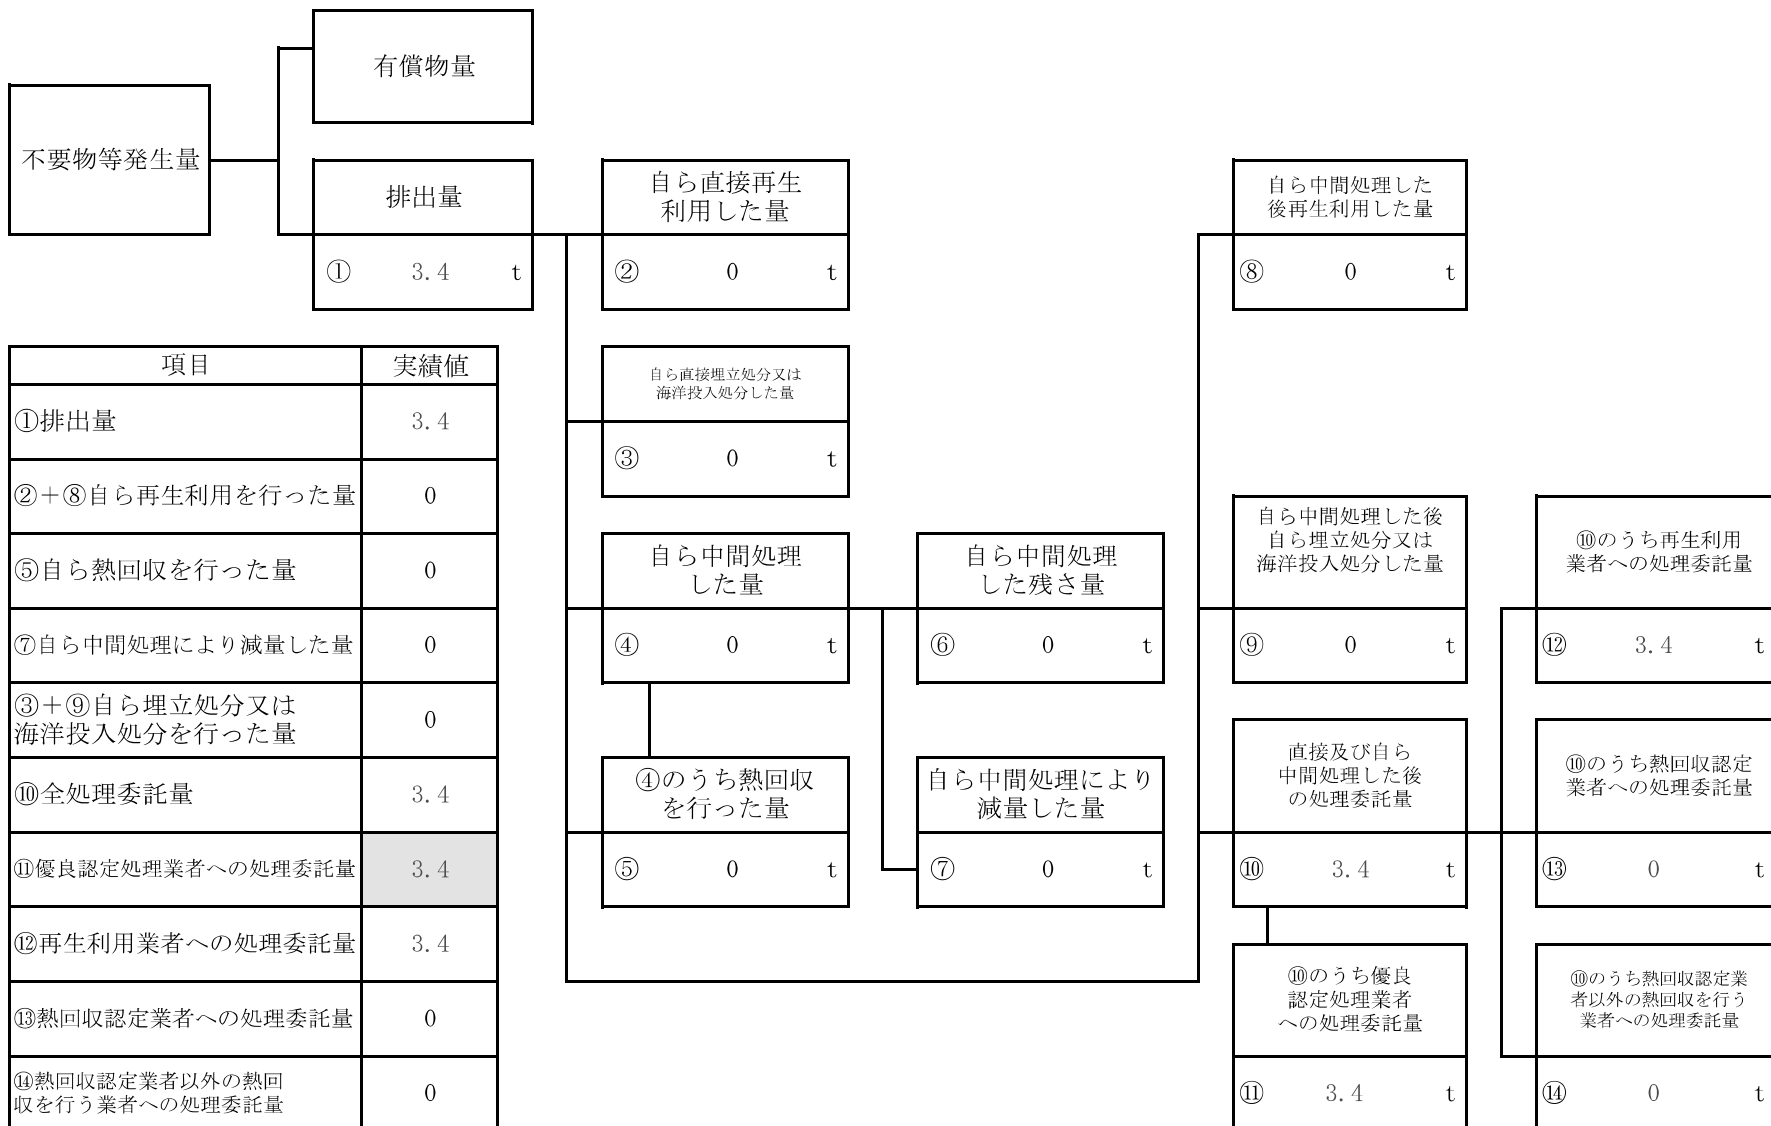 有償物量
不要物等発生量
排出量
① 3.4 t
自ら直接再生
利用した量
② 0 t
自ら中間処理した
後再生利用した量
⑧ 0 t
自ら直接埋立処分又は
海洋投入処分した量
③ 0 t
自ら中間処理
した量
④ 0 t
自ら中間処理
した残さ量
⑥ 0 t
自ら中間処理した後
自ら埋立処分又は
海洋投入処分した量
⑨ 0 t
⑩のうち再生利用
業者への処理委託量
⑫ 3.4 t
④のうち熱回収
を行った量
⑤ 0 t
自ら中間処理により
減量した量
⑦ 0 t
直接及び自ら
中間処理した後
の処理委託量
⑩ 3.4 t
⑩のうち熱回収認定
業者への処理委託量
⑬ 0 t
⑩のうち優良
認定処理業者
への処理委託量
⑪ 3.4 t
⑩のうち熱回収認定業
者以外の熱回収を行う
業者への処理委託量
⑭ 0 t
項目 実績値
①排出量 3.4
②＋⑧自ら再生利用を行った量 0
⑤自ら熱回収を行った量 0
⑦自ら中間処理により減量した量 0
③＋⑨自ら埋立処分又は
海洋投入処分を行った量 0
⑩全処理委託量 3.4
⑪優良認定処理業者への処理委託量 3.4
⑫再生利用業者への処理委託量 3.4
⑬熱回収認定業者への処理委託量 0
⑭熱回収認定業者以外の熱回
収を行う業者への処理委託量 0